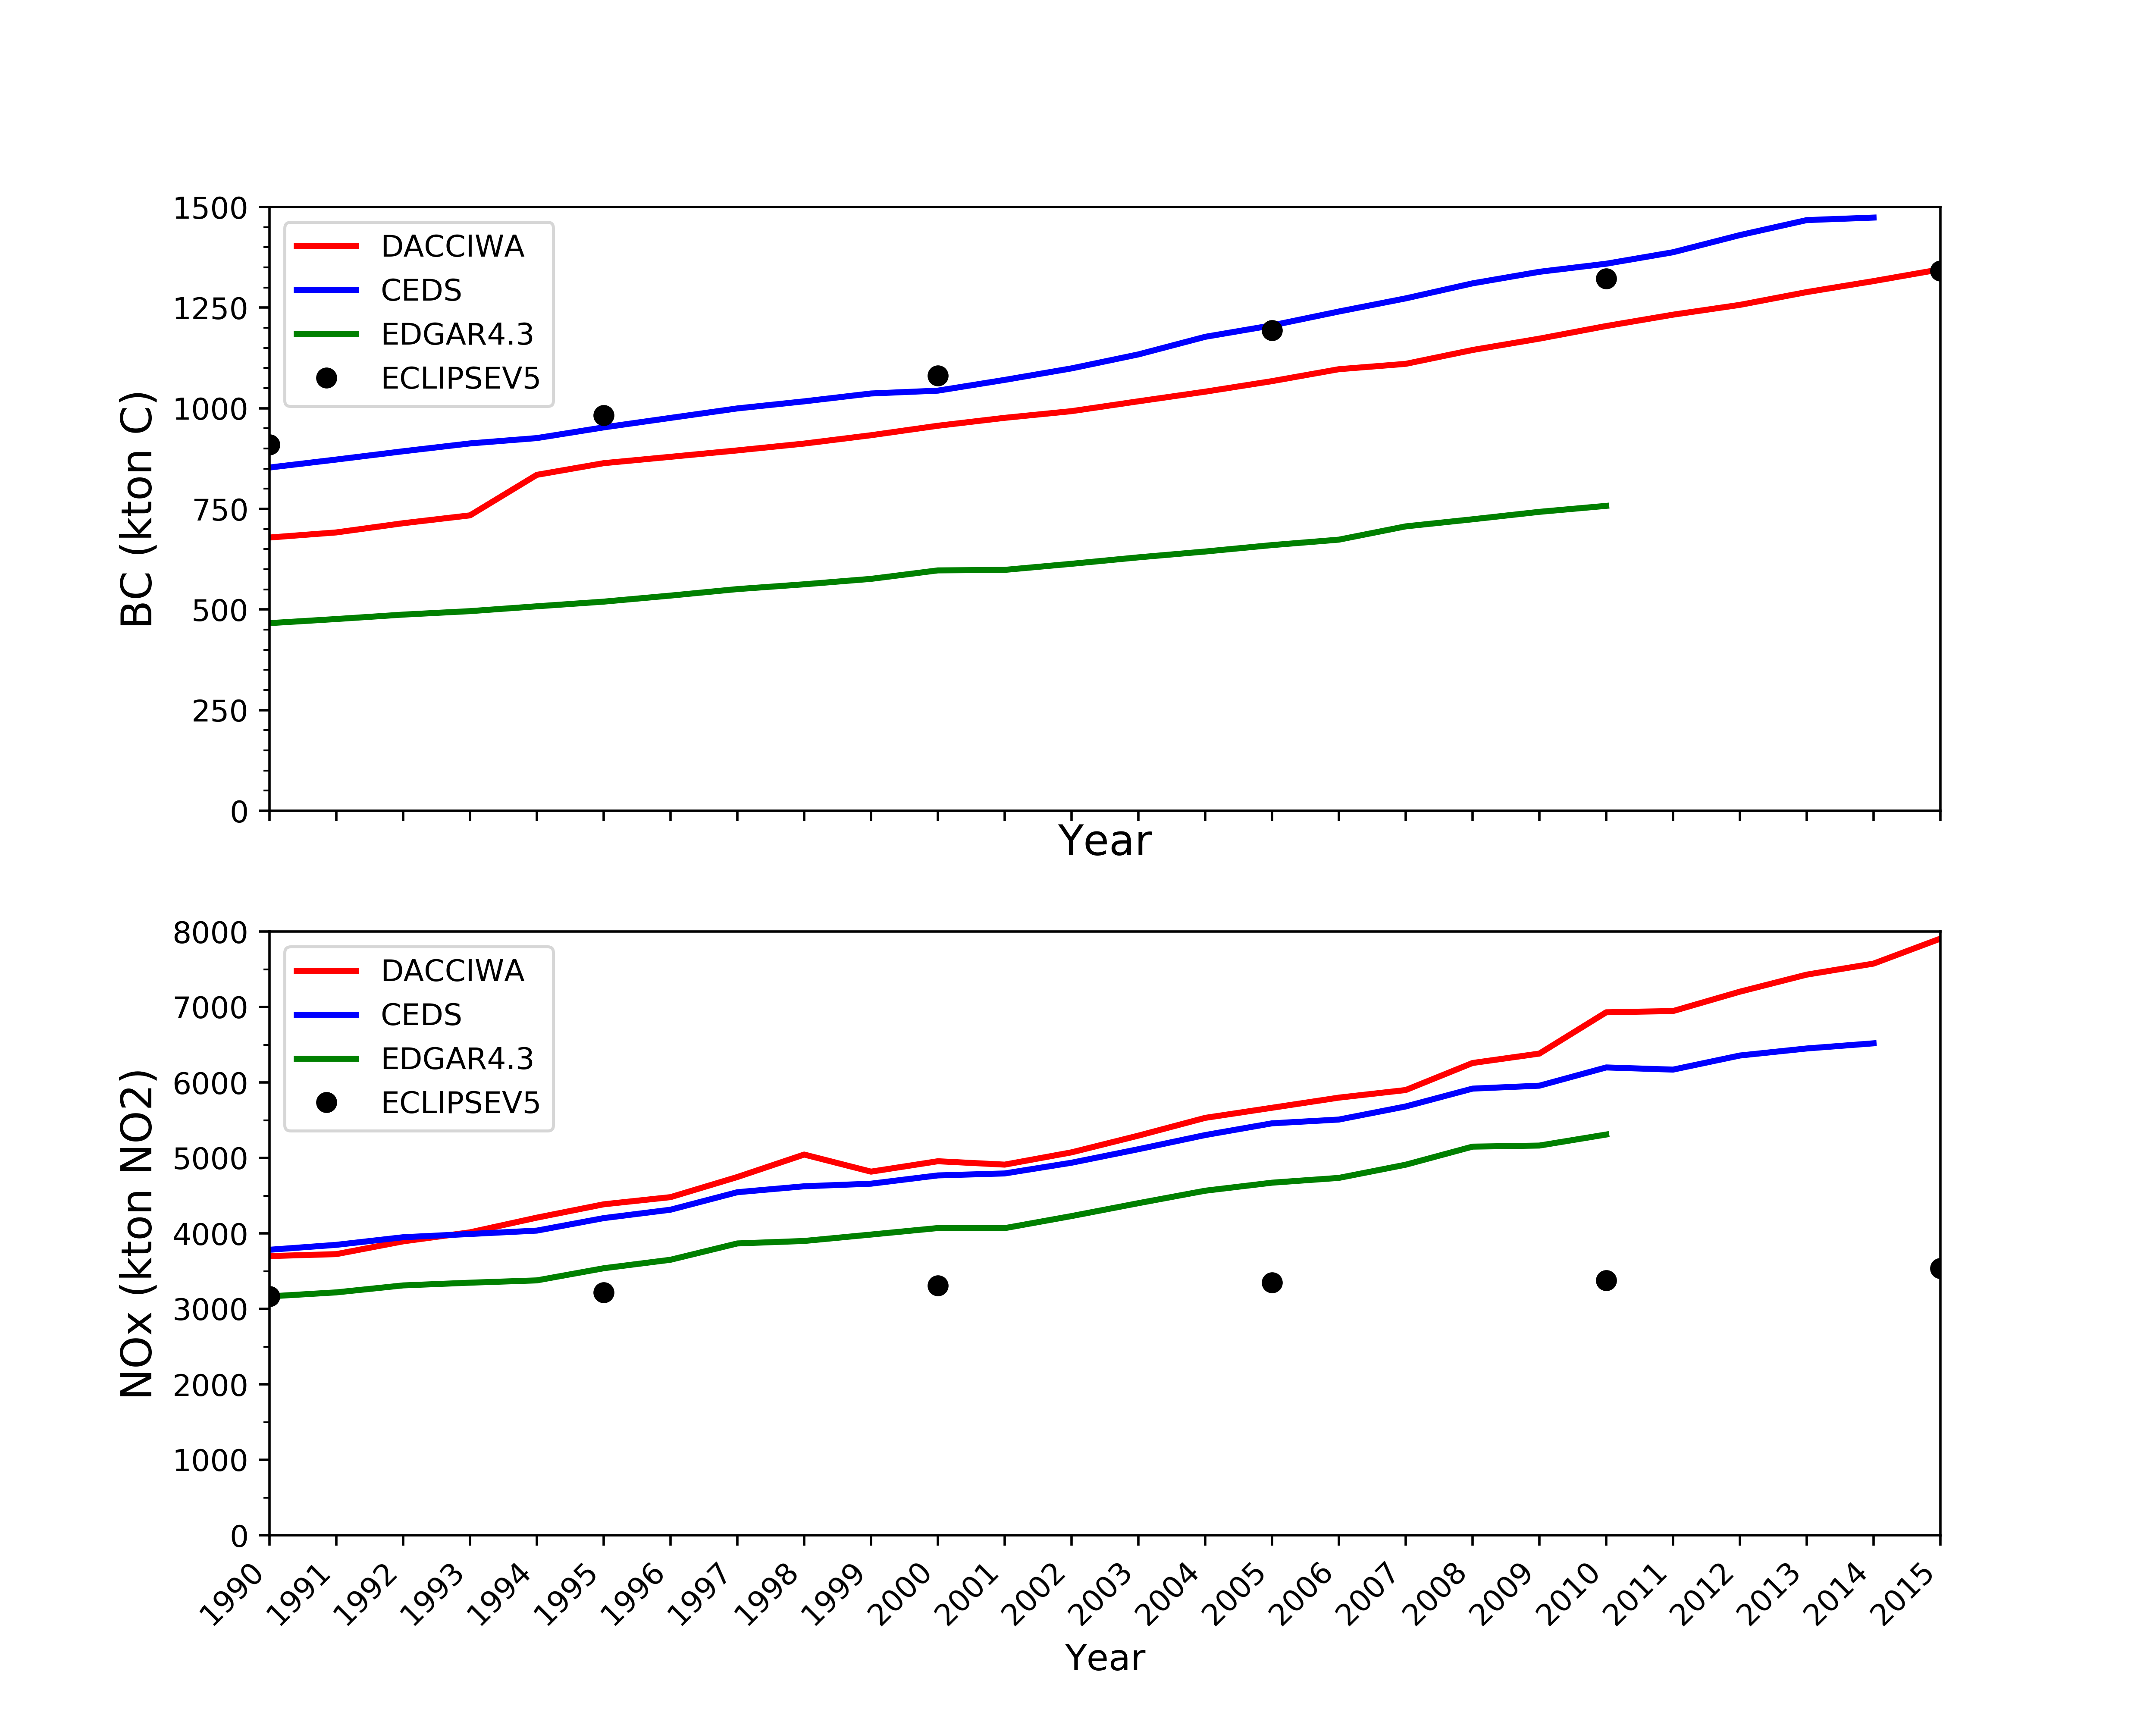 1500
1250
1000
750
500
250
0
BC (kton C)
DACCIWA
CEDS
EDGAR4.3
ECLIPSEV5
Year
8000
7000
6000
5000
4000
3000
2000
1000
0
NOx (kton NO2)
DACCIWA
CEDS
EDGAR4.3
ECLIPSEV5
1990 1991 1992 1993 1994 1995 1996 1997 1998 1999 2000 2001 2002 2003 2004 2005 2006 2007 2008 2009 2010 2011 2012 2013 2014 2015
Year